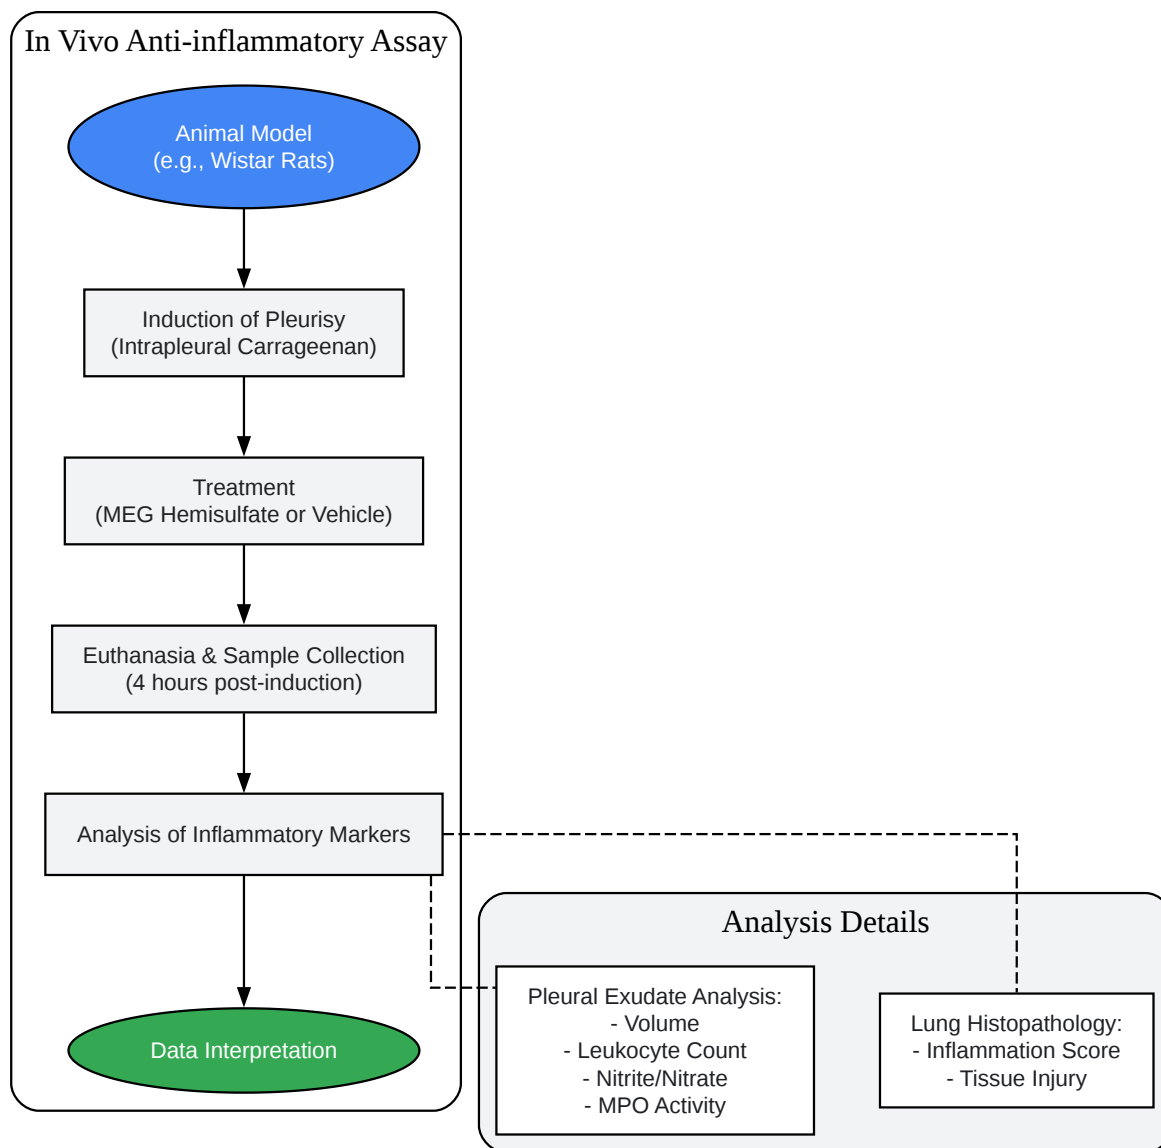 In Vivo Anti-inflammatory Assay
Animal Model
(e.g., Wistar Rats)
Induction of Pleurisy
(Intrapleural Carrageenan)
Treatment
(MEG Hemisulfate or Vehicle)
Euthanasia & Sample Collection
(4 hours post-induction)
Analysis of Inflammatory Markers
Data Interpretation
Analysis Details
Pleural Exudate Analysis:
- Volume
- Leukocyte Count
- Nitrite/Nitrate
- MPO Activity
Lung Histopathology:
- Inflammation Score
- Tissue Injury